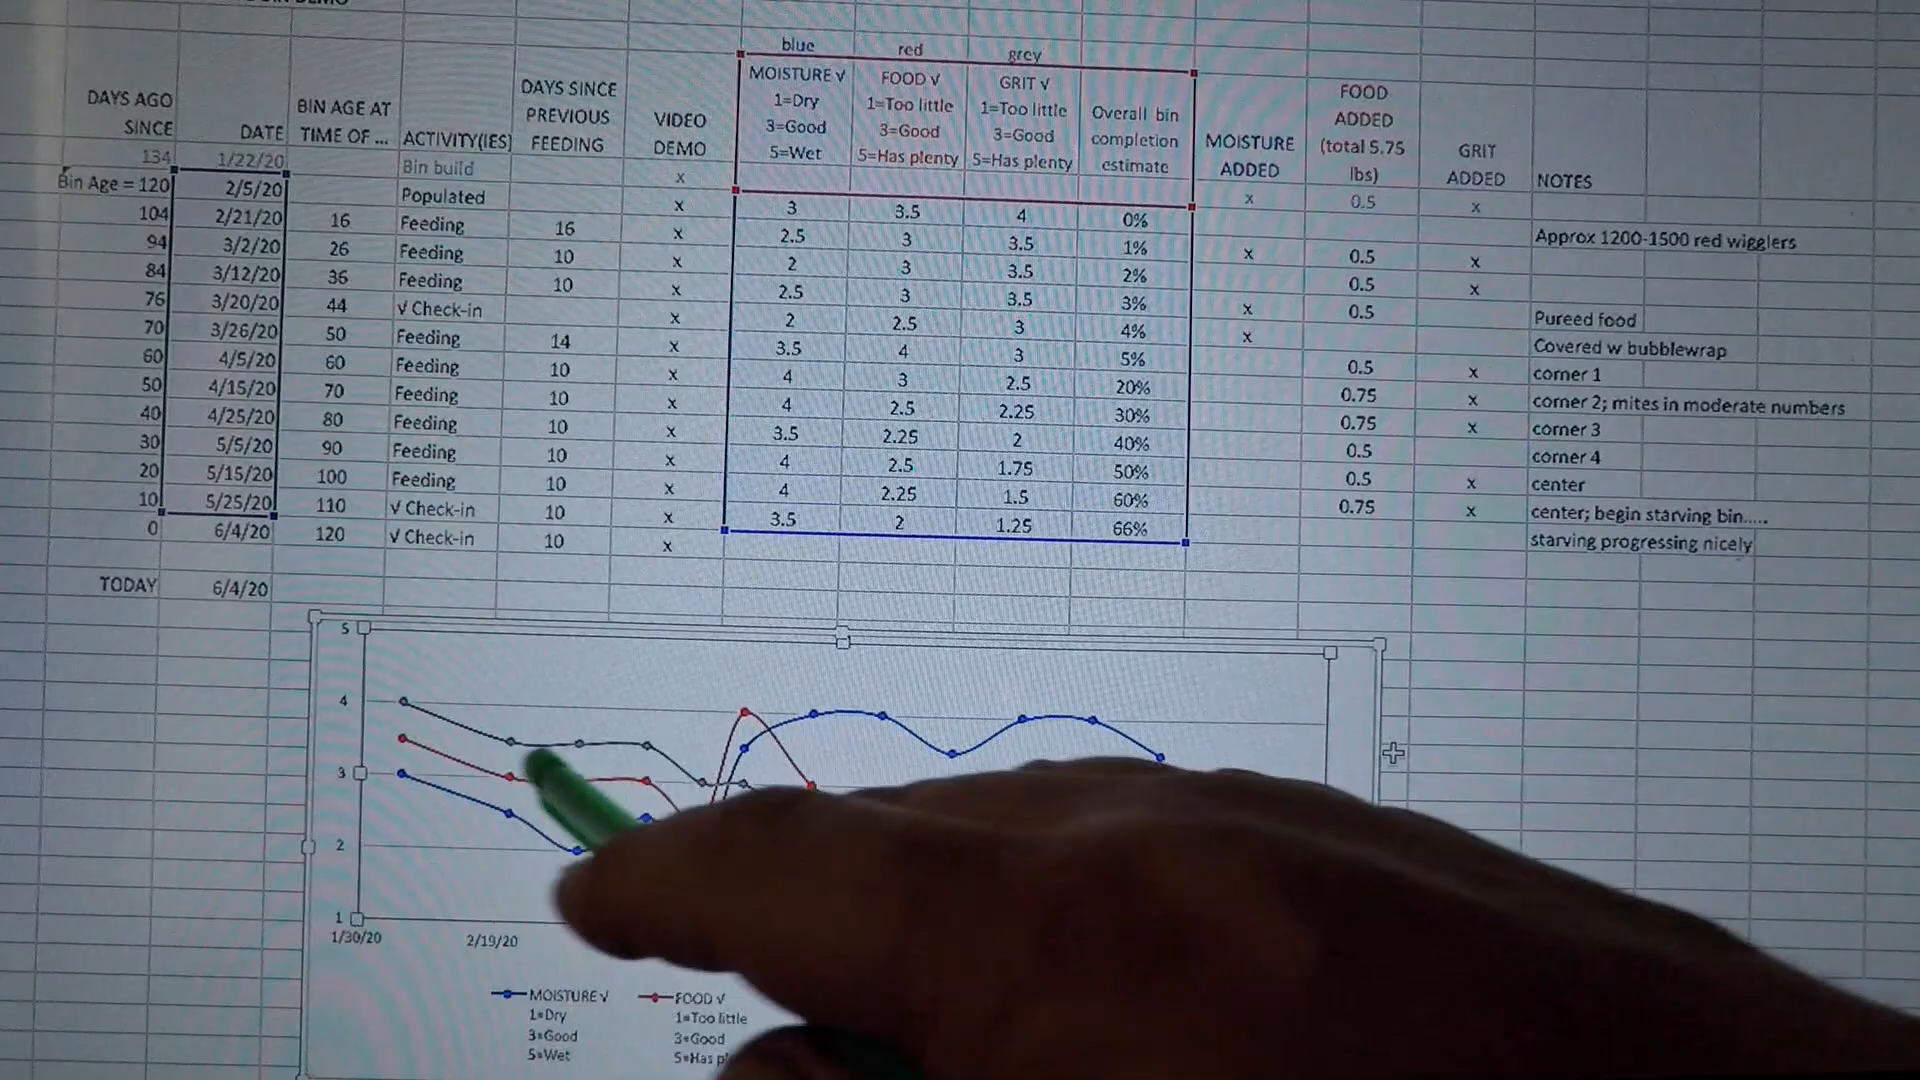 blue red grey
MOISTURE √ FOOD √ GRIT √
DAYS AGO DAYS SINCE 1=Dry 1=Too little 1=Too little Overall bin FOOD
SINCE DATE BIN AGE AT PREVIOUS VIDEO 3=Good 3=Good 3=Good completion MOISTURE ADDED GRIT
TIME OF ... ACTIVITY(IES) FEEDING DEMO 5=Wet 5=Has plenty 5=Has plenty estimate ADDED (total 5.75 ADDED NOTES
lbs)
134 1/22/20 Bin build x x 0.5 x
Bin Age = 120 2/5/20 Populated x 3 3.5 4 0% Approx 1200-1500 red wigglers
104 2/21/20 16 Feeding 16 x 2.5 3 3.5 1% x 0.5 x
94 3/2/20 26 Feeding 10 x 2 3 3.5 2% 0.5 x
84 3/12/20 36 Feeding 10 x 2.5 3 3.5 3% x 0.5 Pureed food
76 3/20/20 44 √ Check-in x 2 2.5 3 4% x Covered w bubblewrap
70 3/26/20 50 Feeding 14 x 3.5 4 3 5% 0.5 x corner 1
60 4/5/20 60 Feeding 10 x 4 3 2.5 20% 0.75 x corner 2; mites in moderate numbers
50 4/15/20 70 Feeding 10 x 4 2.5 2.25 30% 0.75 x corner 3
40 4/25/20 80 Feeding 10 x 3.5 2.25 2 40% 0.5 corner 4
30 5/5/20 90 Feeding 10 x 4 2.5 1.75 50% 0.5 x center
20 5/15/20 100 Feeding 10 x 4 2.25 1.5 60% 0.75 x center; begin starving bin.....
10 5/25/20 110 √ Check-in 10 x 3.5 2 1.25 66% starving progressing nicely
0 6/4/20 120 √ Check-in 10 x
TODAY 6/4/20
5
4
3
2
1
1/30/20 2/19/20
MOISTURE √ FOOD √
1=Dry 1=Too little
3=Good 3=Good
5=Wet 5=Has